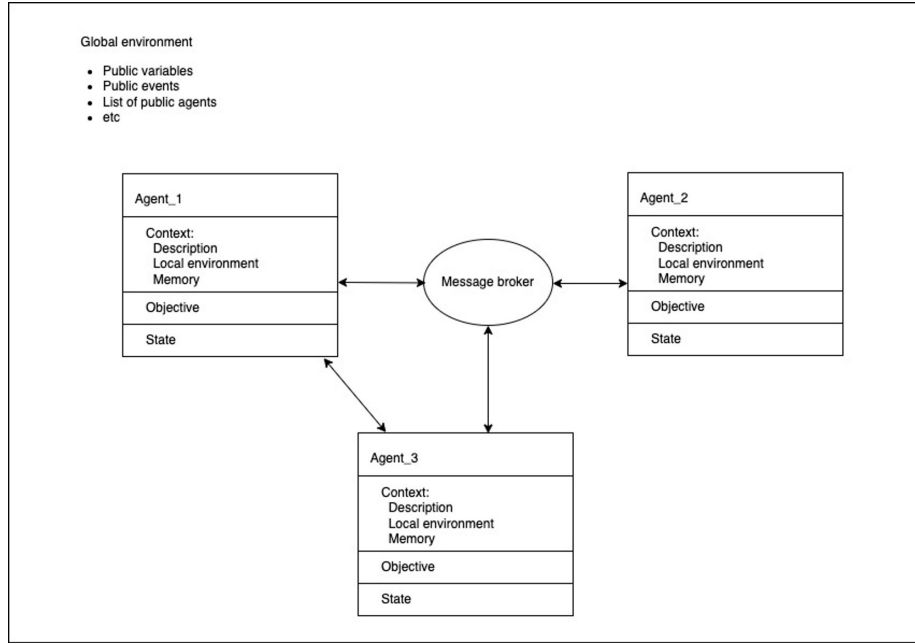 Global environment
• Public variables
• Public events
• List of public agents
• etc
Agent_1
Context:
Description
Local environment
Memory
Objective
State
Message broker
Agent_2
Context:
Description
Local environment
Memory
Objective
State
Agent_3
Context:
Description
Local environment
Memory
Objective
State